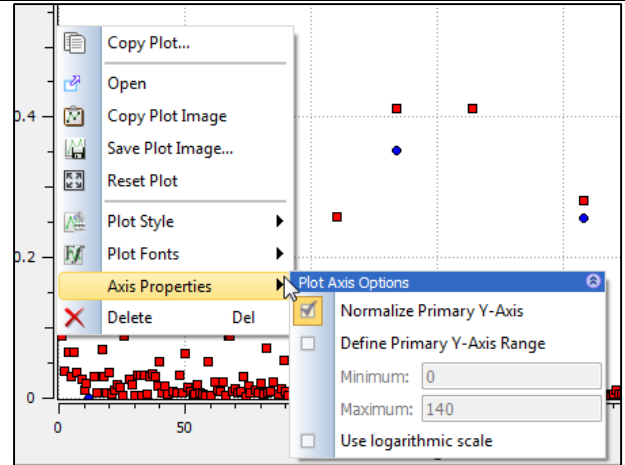 Copy Plot...
Open
0.4
Copy Plot Image
Save Plot Image...
Reset Plot
Plot Style
0.2
Plot Fonts
Axis Properties
Delete Del
Plot Axis Options
Normalize Primary Y-Axis
Define Primary Y-Axis Range
Minimum: 0
Maximum: 140
Use logarithmic scale
0
0 50